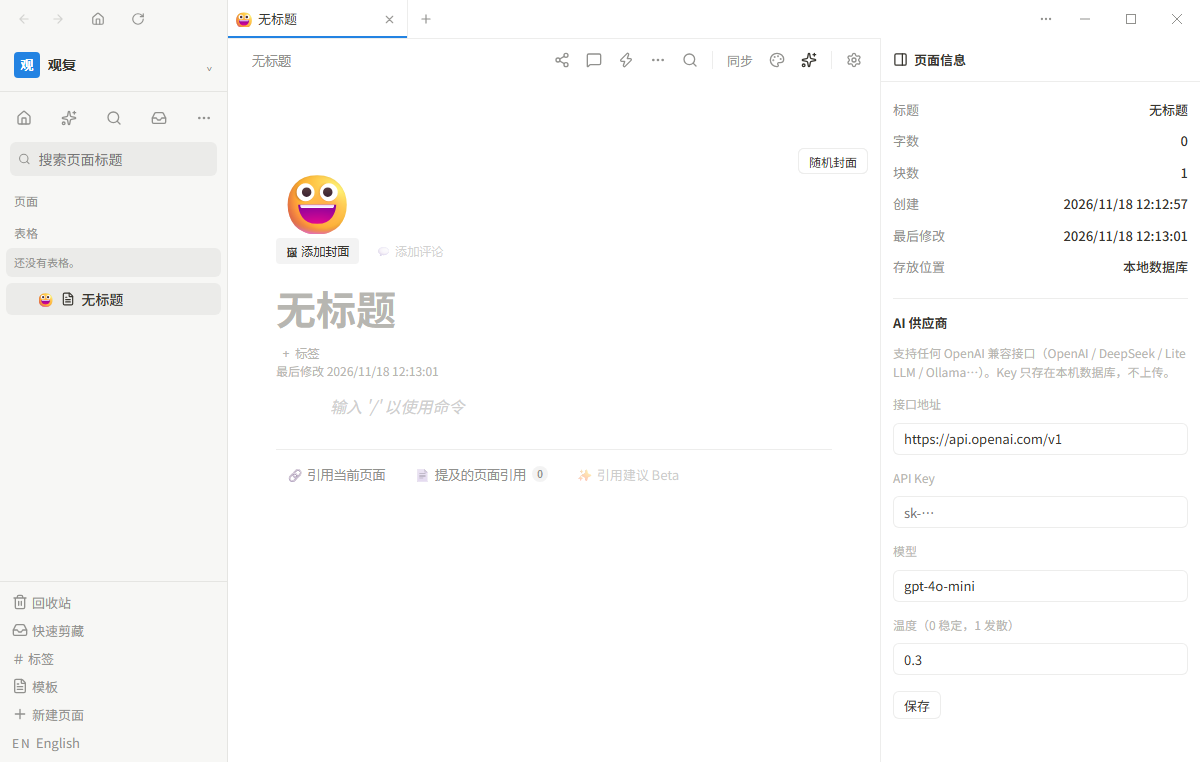 无标题
观 观复
无标题
同步
页面信息
搜索页面标题
页面
表格
还没有表格。
无标题
回收站
快速剪藏
# 标签
模板
新建页面
EN English
随机封面
添加封面 添加评论
无标题
+ 标签
最后修改 2026/11/18 12:13:01
输入 '/' 以使用命令
引用当前页面 提及的页面引用 0 引用建议 Beta
标题 无标题
字数 0
块数 1
创建 2026/11/18 12:12:57
最后修改 2026/11/18 12:13:01
存放位置 本地数据库
AI 供应商
支持任何 OpenAI 兼容接口（OpenAI / DeepSeek / Lite
LLM / Ollama…）。Key 只存在本机数据库，不上传。
接口地址
https://api.openai.com/v1
API Key
sk-…
模型
gpt-4o-mini
温度（0 稳定，1 发散）
0.3
保存